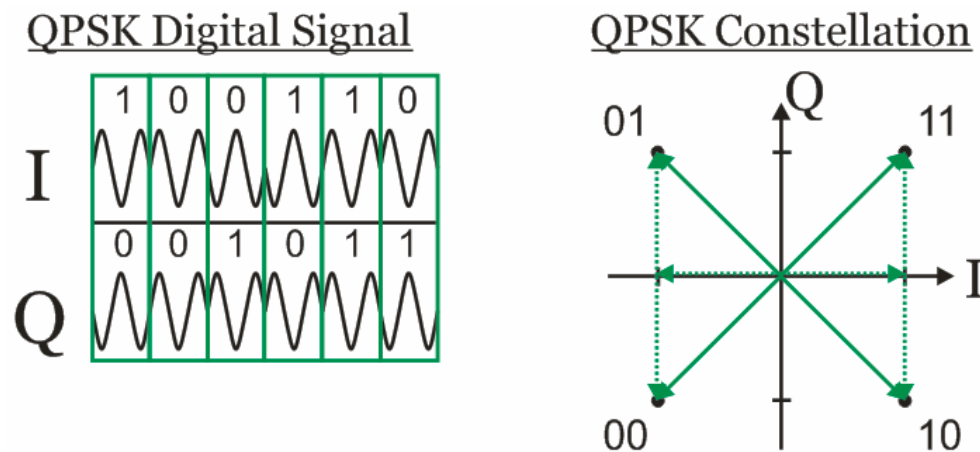 QPSK Digital Signal
1 0 0 1 1 0
I
0 0 1 0 1 1
Q
QPSK Constellation
Q
01 11
I
00 10